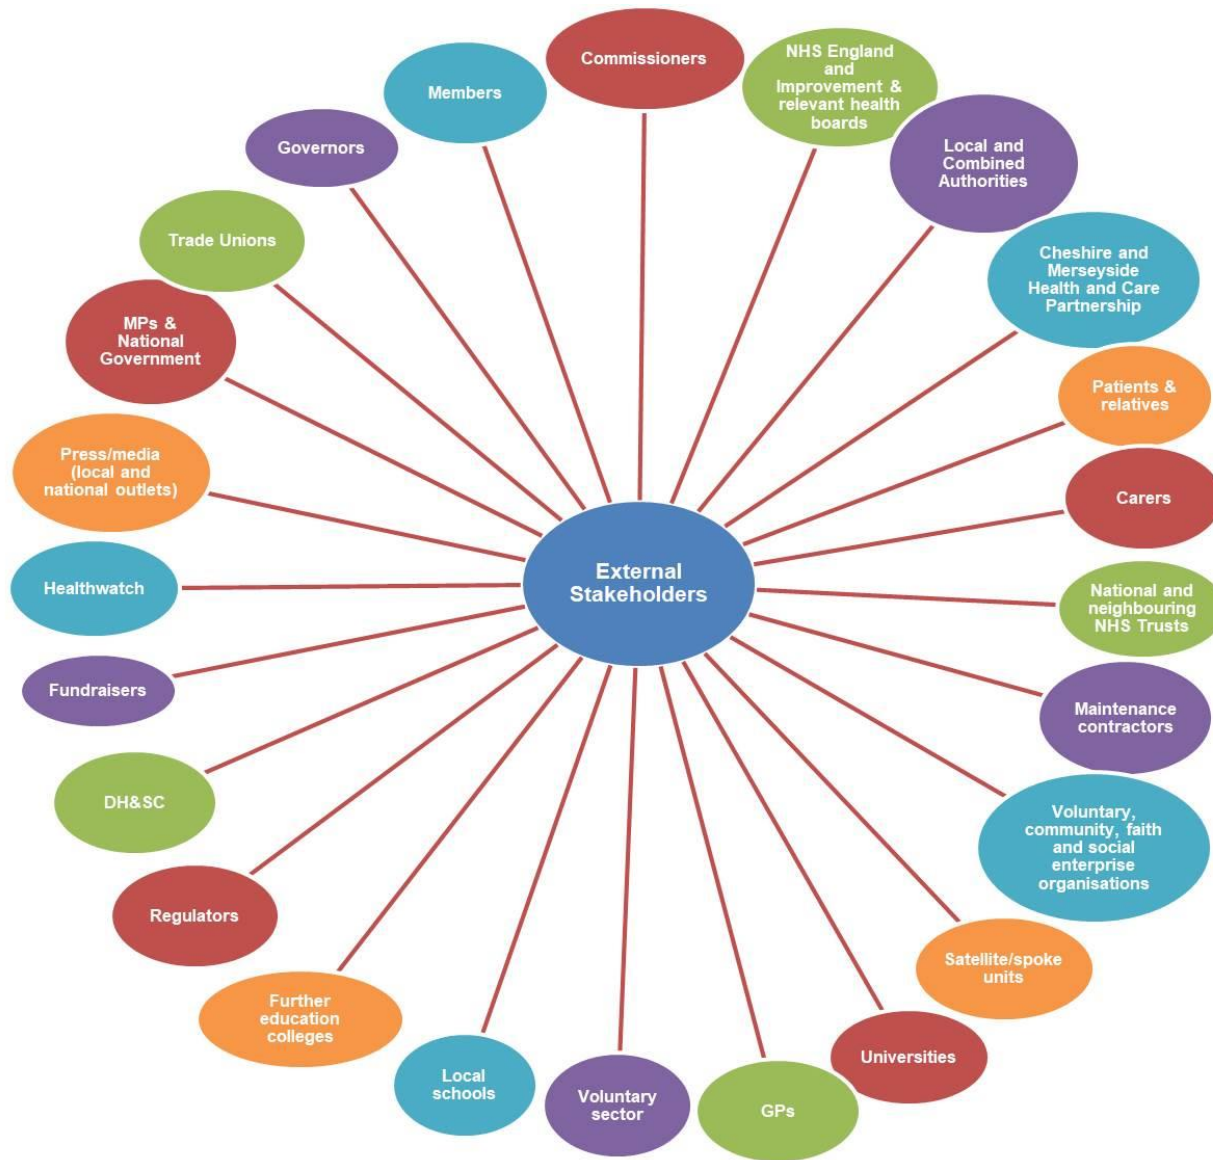 Commissioners
NHS England
and
Improvement &
relevant health
boards
Local and
Combined
Authorities
Cheshire and
Merseyside
Health and Care
Partnership
Patients &
relatives
Carers
National and
neighbouring
NHS Trusts
Maintenance
contractors
Voluntary,
community, faith
and social
enterprise
organisations
Satellite/spoke
units
Universities
GPs
Voluntary
sector
Local
schools
Further
education
colleges
Regulators
DH&SC
Fundraisers
Healthwatch
Press/media
(local and
national outlets)
MPs &
National
Government
Trade Unions
Governors
Members
External
Stakeholders